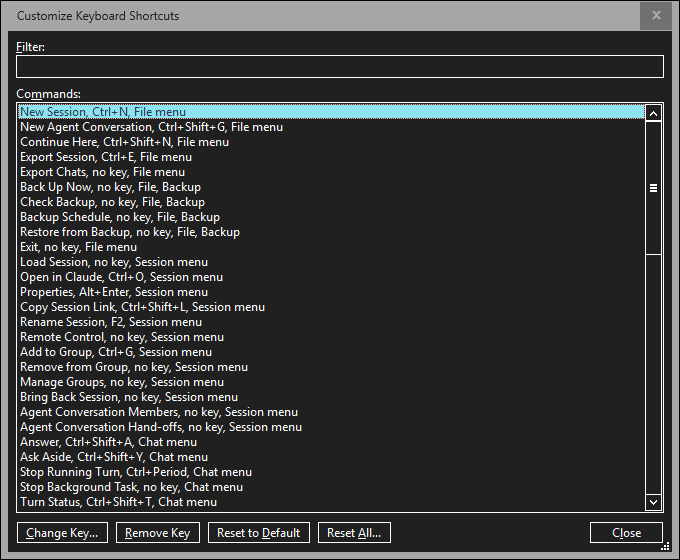 Customize Keyboard Shortcuts
Filter:
Commands:
New Session, Ctrl+N, File menu
New Agent Conversation, Ctrl+Shift+G, File menu
Continue Here, Ctrl+Shift+N, File menu
Export Session, Ctrl+E, File menu
Export Chats, no key, File menu
Back Up Now, no key, File, Backup
Check Backup, no key, File, Backup
Backup Schedule, no key, File, Backup
Restore from Backup, no key, File, Backup
Exit, no key, File menu
Load Session, no key, Session menu
Open in Claude, Ctrl+O, Session menu
Properties, Alt+Enter, Session menu
Copy Session Link, Ctrl+Shift+L, Session menu
Rename Session, F2, Session menu
Remote Control, no key, Session menu
Add to Group, Ctrl+G, Session menu
Remove from Group, no key, Session menu
Manage Groups, no key, Session menu
Bring Back Session, no key, Session menu
Agent Conversation Members, no key, Session menu
Agent Conversation Hand-offs, no key, Session menu
Answer, Ctrl+Shift+A, Chat menu
Ask Aside, Ctrl+Shift+Y, Chat menu
Stop Running Turn, Ctrl+Period, Chat menu
Stop Background Task, no key, Chat menu
Turn Status, Ctrl+Shift+T, Chat menu
Change Key... Remove Key Reset to Default Reset All... Close